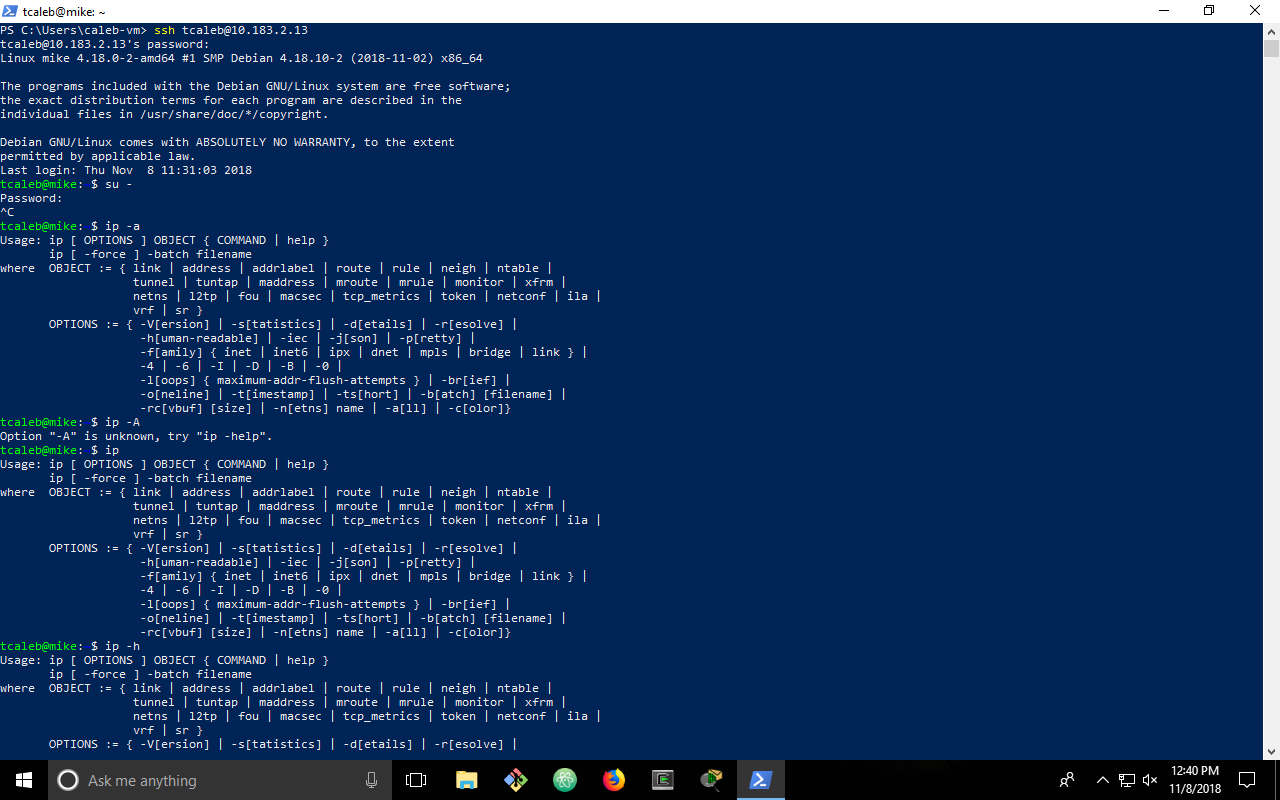 tcaleb@mike: ~
PS C:\Users\caleb-vm> ssh tcaleb@10.183.2.13
tcaleb@10.183.2.13's password:
Linux mike 4.18.0-2-amd64 #1 SMP Debian 4.18.10-2 (2018-11-02) x86_64
The programs included with the Debian GNU/Linux system are free software;
the exact distribution terms for each program are described in the
individual files in /usr/share/doc/*/copyright.
Debian GNU/Linux comes with ABSOLUTELY NO WARRANTY, to the extent
permitted by applicable law.
Last login: Thu Nov  8 11:31:03 2018
tcaleb@mike: $ su -
Password:
^C
tcaleb@mike: $ ip -a
Usage: ip [ OPTIONS ] OBJECT { COMMAND | help }
       ip [ -force ] -batch filename
where  OBJECT := { link | address | addrlabel | route | rule | neigh | ntable |
                   tunnel | tuntap | maddress | mroute | mrule | monitor | xfrm |
                   netns | l2tp | fou | macsec | tcp_metrics | token | netconf | ila |
                   vrf | sr }
       OPTIONS := { -V[ersion] | -s[tatistics] | -d[etails] | -r[esolve] |
                    -h[uman-readable] | -iec | -j[son] | -p[retty] |
                    -f[amily] { inet | inet6 | ipx | dnet | mpls | bridge | link } |
                    -4 | -6 | -I | -D | -B | -0 |
                    -l[oops] { maximum-addr-flush-attempts } | -br[ief] |
                    -o[neline] | -t[imestamp] | -ts[hort] | -b[atch] [filename] |
                    -rc[vbuf] [size] | -n[etns] name | -a[ll] | -c[olor]}
tcaleb@mike: $ ip -A
Option "-A" is unknown, try "ip -help".
tcaleb@mike: $ ip
Usage: ip [ OPTIONS ] OBJECT { COMMAND | help }
       ip [ -force ] -batch filename
where  OBJECT := { link | address | addrlabel | route | rule | neigh | ntable |
                   tunnel | tuntap | maddress | mroute | mrule | monitor | xfrm |
                   netns | l2tp | fou | macsec | tcp_metrics | token | netconf | ila |
                   vrf | sr }
       OPTIONS := { -V[ersion] | -s[tatistics] | -d[etails] | -r[esolve] |
                    -h[uman-readable] | -iec | -j[son] | -p[retty] |
                    -f[amily] { inet | inet6 | ipx | dnet | mpls | bridge | link } |
                    -4 | -6 | -I | -D | -B | -0 |
                    -l[oops] { maximum-addr-flush-attempts } | -br[ief] |
                    -o[neline] | -t[imestamp] | -ts[hort] | -b[atch] [filename] |
                    -rc[vbuf] [size] | -n[etns] name | -a[ll] | -c[olor]}
tcaleb@mike: $ ip -h
Usage: ip [ OPTIONS ] OBJECT { COMMAND | help }
       ip [ -force ] -batch filename
where  OBJECT := { link | address | addrlabel | route | rule | neigh | ntable |
                   tunnel | tuntap | maddress | mroute | mrule | monitor | xfrm |
                   netns | l2tp | fou | macsec | tcp_metrics | token | netconf | ila |
                   vrf | sr }
       OPTIONS := { -V[ersion] | -s[tatistics] | -d[etails] | -r[esolve] |
Ask me anything
12:40 PM
11/8/2018